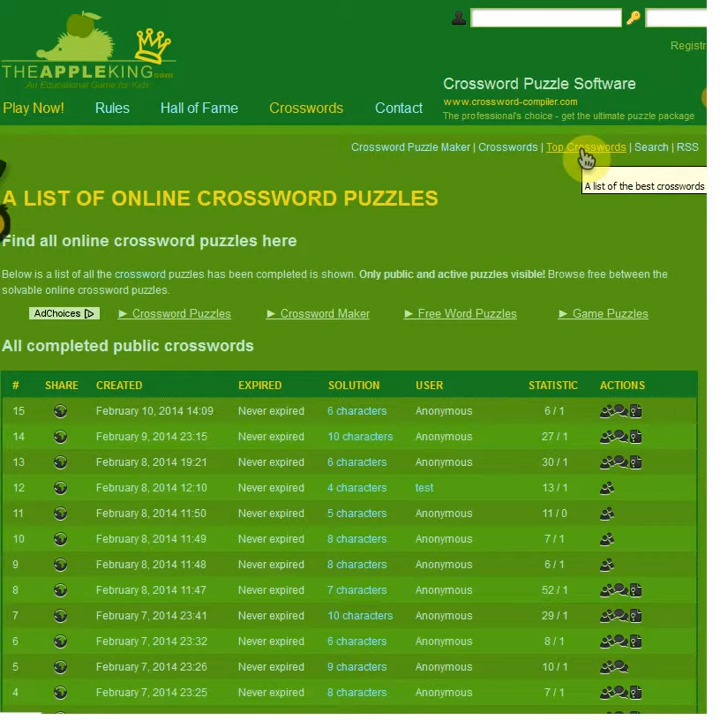 THEAPPLEKING.com
An Educational Game for Kids
Registr
Play Now! Rules Hall of Fame Crosswords Contact
Crossword Puzzle Software
www.crossword-compiler.com
The professional's choice - get the ultimate puzzle package
Crossword Puzzle Maker | Crosswords | Top Crosswords | Search | RSS
A list of the best crosswords
A LIST OF ONLINE CROSSWORD PUZZLES
Find all online crossword puzzles here
Below is a list of all the crossword puzzles has been completed is shown. Only public and active puzzles visible! Browse free between the
solvable online crossword puzzles.
AdChoices ► Crossword Puzzles ► Crossword Maker ► Free Word Puzzles ► Game Puzzles
All completed public crosswords
# SHARE CREATED EXPIRED SOLUTION USER STATISTIC ACTIONS
15 February 10, 2014 14:09 Never expired 6 characters Anonymous 6 / 1
14 February 9, 2014 23:15 Never expired 10 characters Anonymous 27 / 1
13 February 8, 2014 19:21 Never expired 6 characters Anonymous 30 / 1
12 February 8, 2014 12:10 Never expired 4 characters test 13 / 1
11 February 8, 2014 11:50 Never expired 5 characters Anonymous 11 / 0
10 February 8, 2014 11:49 Never expired 8 characters Anonymous 7 / 1
9 February 8, 2014 11:48 Never expired 8 characters Anonymous 6 / 1
8 February 8, 2014 11:47 Never expired 7 characters Anonymous 52 / 1
7 February 7, 2014 23:41 Never expired 10 characters Anonymous 29 / 1
6 February 7, 2014 23:32 Never expired 6 characters Anonymous 8 / 1
5 February 7, 2014 23:26 Never expired 9 characters Anonymous 10 / 1
4 February 7, 2014 23:25 Never expired 8 characters Anonymous 7 / 1